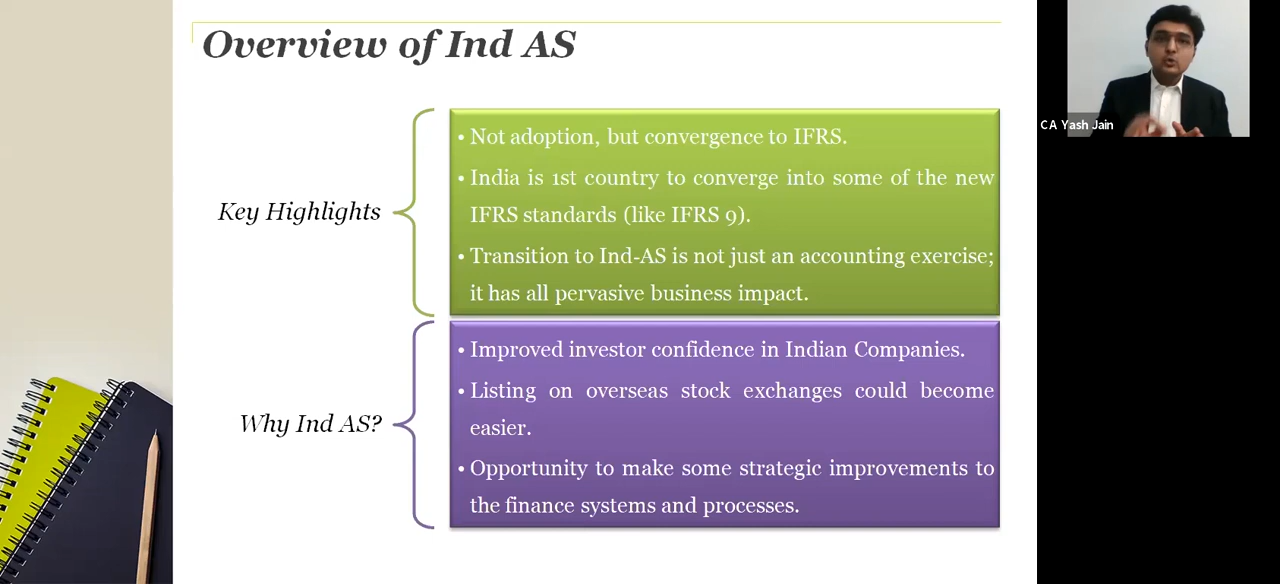 Overview of Ind AS
Key Highlights
• Not adoption, but convergence to IFRS.
• India is 1st country to converge into some of the new
IFRS standards (like IFRS 9).
• Transition to Ind-AS is not just an accounting exercise;
it has all pervasive business impact.
Why Ind AS?
• Improved investor confidence in Indian Companies.
• Listing on overseas stock exchanges could become
easier.
• Opportunity to make some strategic improvements to
the finance systems and processes.
CA Yash Jain